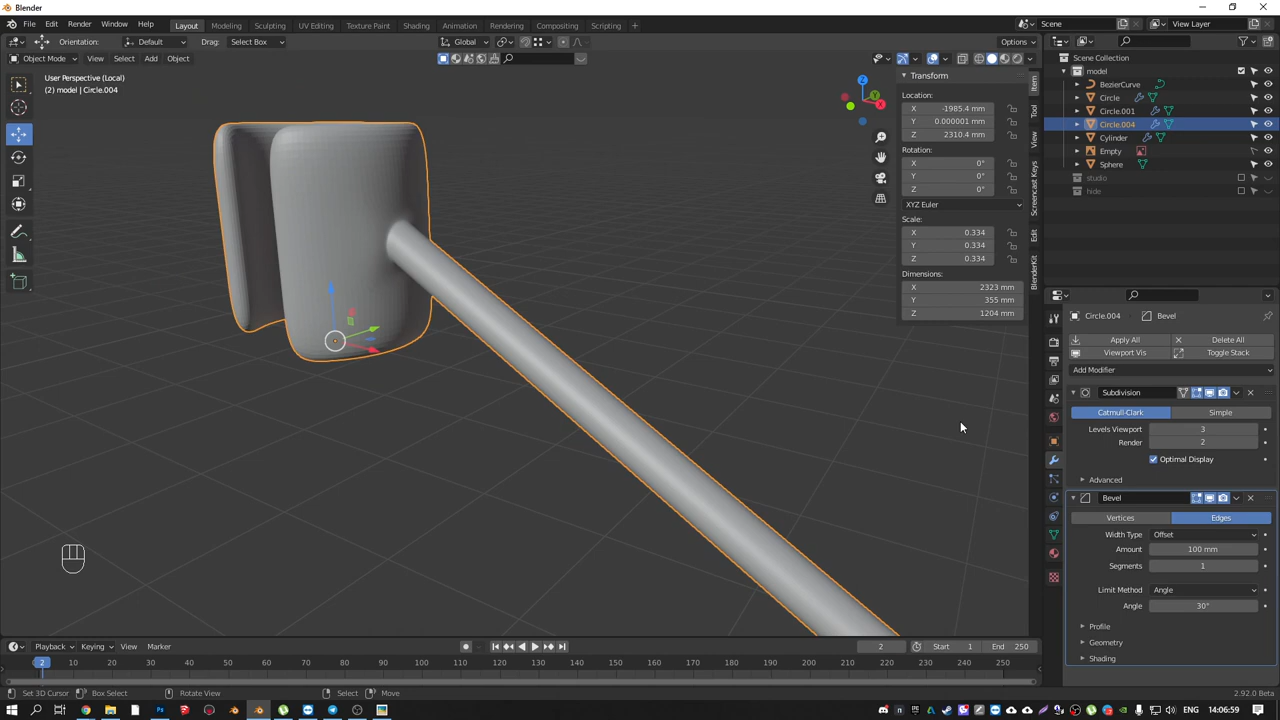 Blender
File Edit Render Window Help Layout Modeling Sculpting UV Editing Texture Paint Shading Animation Rendering Compositing Scripting + Scene View Layer
Orientation: Default Drag: Select Box Global Options
Object Mode View Select Add Object
User Perspective (Local)
(2) model | Circle.004
Transform
Location:
X -1985.4 mm
Y 0.000001 mm
Z 2310.4 mm
Rotation:
X 0°
Y 0°
Z 0°
XYZ Euler
Scale:
X 0.334
Y 0.334
Z 0.334
Dimensions:
X 2323 mm
Y 355 mm
Z 1204 mm
Item
Tool
View
Screencast Keys
Edit
BlenderKit
Z
Y
X
Scene Collection
model
BezierCurve
Circle
Circle.001
Circle.004
Cylinder
Empty
Sphere
studio
hide
Circle.004 Bevel
Apply All Delete All
Viewport Vis Toggle Stack
Add Modifier
Subdivision
Catmull-Clark Simple
Levels Viewport 3
Render 2
Optimal Display
Advanced
Bevel
Vertices Edges
Width Type Offset
Amount 100 mm
Segments 1
Limit Method Angle
Angle 30°
Profile
Geometry
Shading
Playback Keying View Marker 2 Start 1 End 250
2 10 20 30 40 50 60 70 80 90 100 110 120 130 140 150 160 170 180 190 200 210 220 230 240 250
Set 3D Cursor Box Select Rotate View Select Move 2.92.0 Beta
ENG 14:06:59